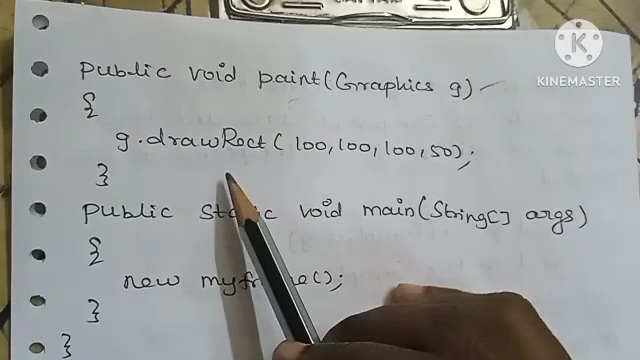 public void paint(Graphics g)
{
g.drawRect(100,100,100,50);
}
public static void main(String[] args)
{
new myframe();
}
}
K
KINEMASTER